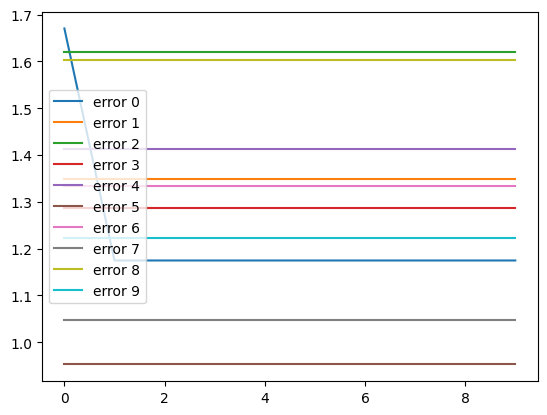 1.7
1.6
1.5
1.4
1.3
1.2
1.1
1.0
error 0
error 1
error 2
error 3
error 4
error 5
error 6
error 7
error 8
error 9
0 2 4 6 8